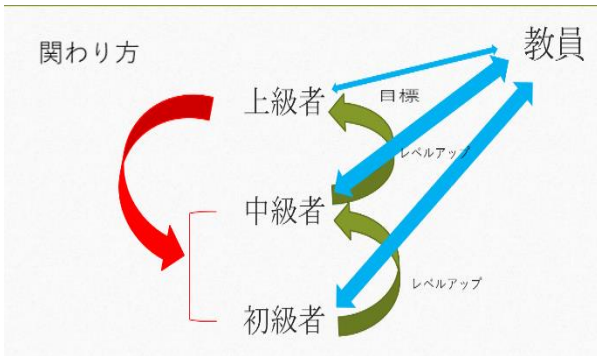 関わり方
教員
上級者
目標
レベルアップ
中級者
レベルアップ
初級者